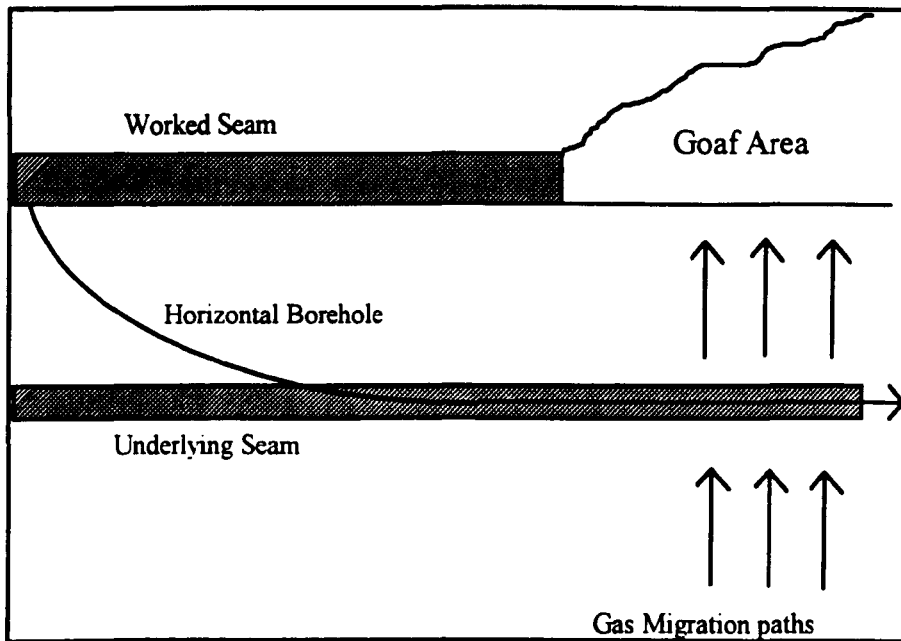 Worked Seam
Goaf Area
Horizontal Borehole
Underlying Seam
Gas Migration paths